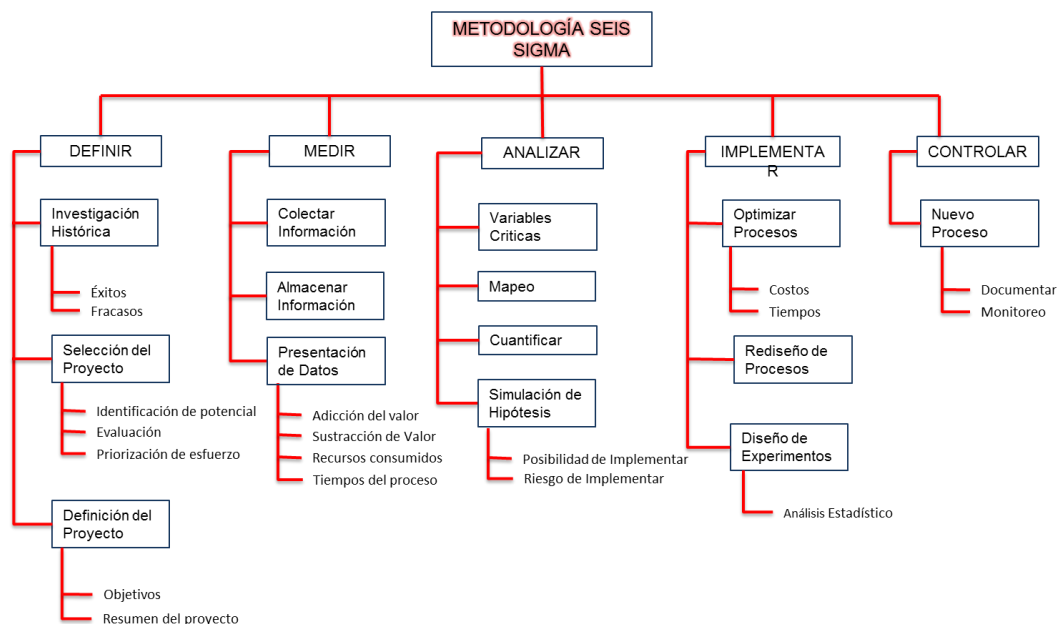 METODOLOGÍA SEIS
SIGMA
DEFINIR
Investigación
Histórica
Éxitos
Fracasos
Selección del
Proyecto
Identificación de potencial
Evaluación
Priorización de esfuerzo
Definición del
Proyecto
Objetivos
Resumen del proyecto
MEDIR
Colectar
Información
Almacenar
Información
Presentación
de Datos
Adicción del valor
Sustracción de Valor
Recursos consumidos
Tiempos del proceso
ANALIZAR
Variables
Criticas
Mapeo
Cuantificar
Simulación de
Hipótesis
Posibilidad de Implementar
Riesgo de Implementar
IMPLEMENTA
R
Optimizar
Procesos
Costos
Tiempos
Rediseño de
Procesos
Diseño de
Experimentos
Análisis Estadístico
CONTROLAR
Nuevo
Proceso
Documentar
Monitoreo